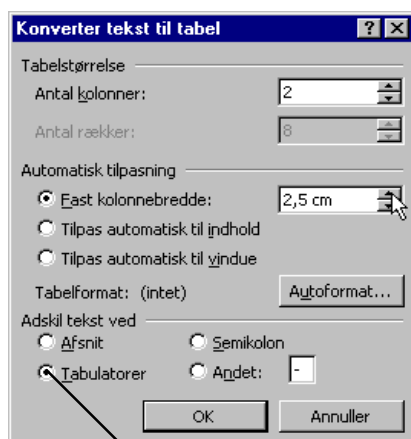 Konverter tekst til tabel
Tabelstørrelse
Antal kolonner: 2
Antal rækker: 8
Automatisk tilpasning
Fast kolonnebredde: 2,5 cm
Tilpas automatisk til indhold
Tilpas automatisk til vindue
Tabelformat: (intet) Autoformat...
Adskil tekst ved
Afsnit Semikolon
Tabulatorer Andet: -
OK Annuller